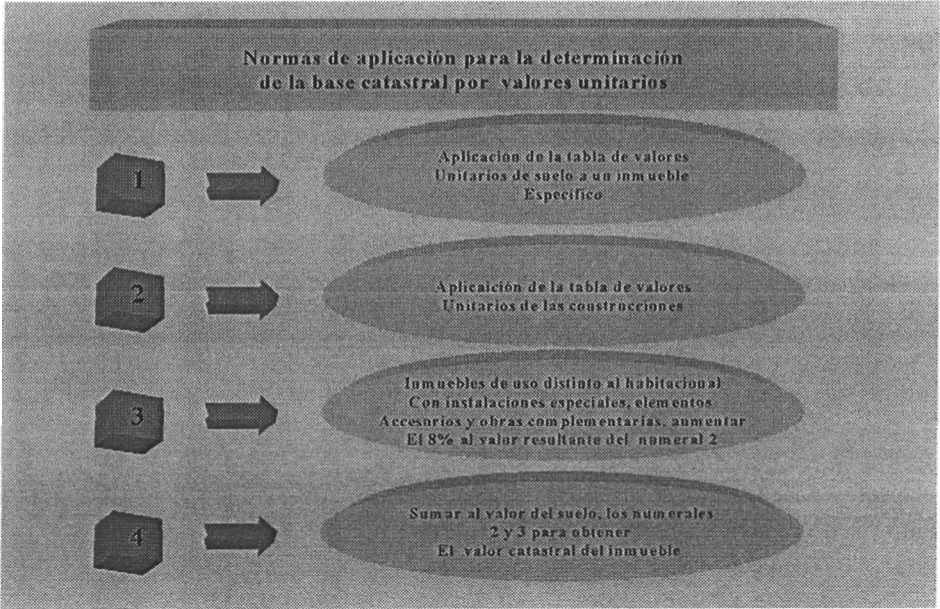 Normas de aplicación para la determinación
de la base catastral por valores unitarios
1
Aplicación de la tabla de valores
Unitarios de suelo a un inmueble
Específico
2
Aplicaición de la tabla de valores
Unitarios de las construcciones
3
Inmuebles de uso distinto al habitacional
Con instalaciones especiales, elementos
Accesorios y obras complementarias, aumentar
El 8% al valor resultante del numeral 2
4
Sumar al valor del suelo, los numerales
2 y 3 para obtener
El valor catastral del inmueble